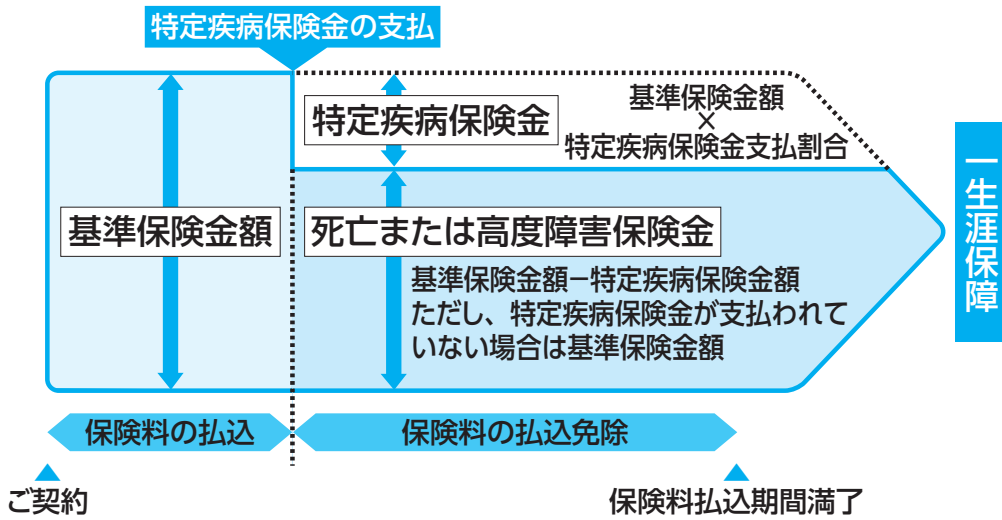 特定疾病保険金の支払
特定疾病保険金
基準保険金額
×
特定疾病保険金支払割合
基準保険金額
死亡または高度障害保険金
基準保険金額−特定疾病保険金額
ただし、特定疾病保険金が支払われて
いない場合は基準保険金額
一生涯保障
保険料の払込
保険料の払込免除
ご契約
保険料払込期間満了